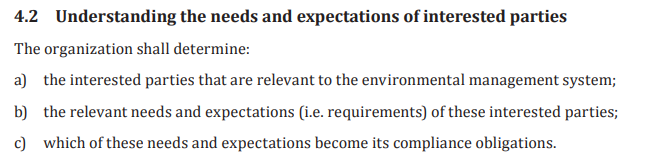 4.2 Understanding the needs and expectations of interested parties
The organization shall determine:
a) the interested parties that are relevant to the environmental management system;
b) the relevant needs and expectations (i.e. requirements) of these interested parties;
c) which of these needs and expectations become its compliance obligations.